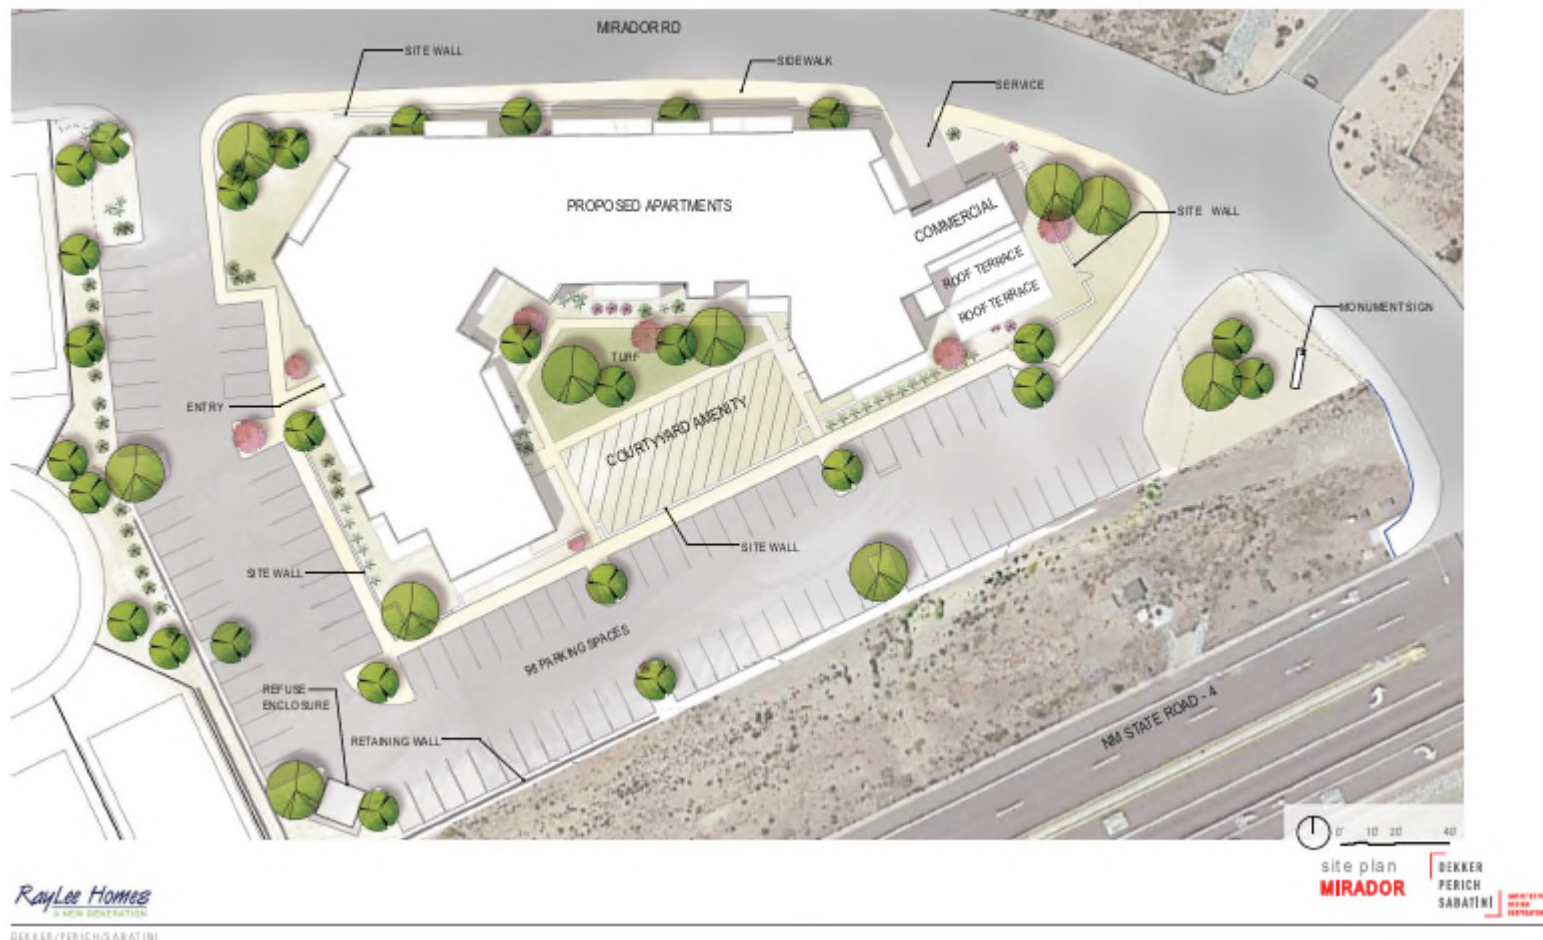 MIRADOR RD
SITE WALL
SIDEWALK
SERVICE
PROPOSED APARTMENTS
COMMERCIAL
SITE WALL
ROOF TERRACE
ROOF TERRACE
MONUMENT SIGN
TURF
ENTRY
COURTYYARD AMENITY
SITE WALL
SITE WALL
98 PARKING SPACES
REFUSE
ENCLOSURE
RETAINING WALL
NM STATE ROAD - 4
0' 10 20' 40'
site plan
MIRADOR
DEKKER
PERICH
SABATINI
RayLee Homes
A NEW GENERATION
DEKKER/PERICH/SABATINI